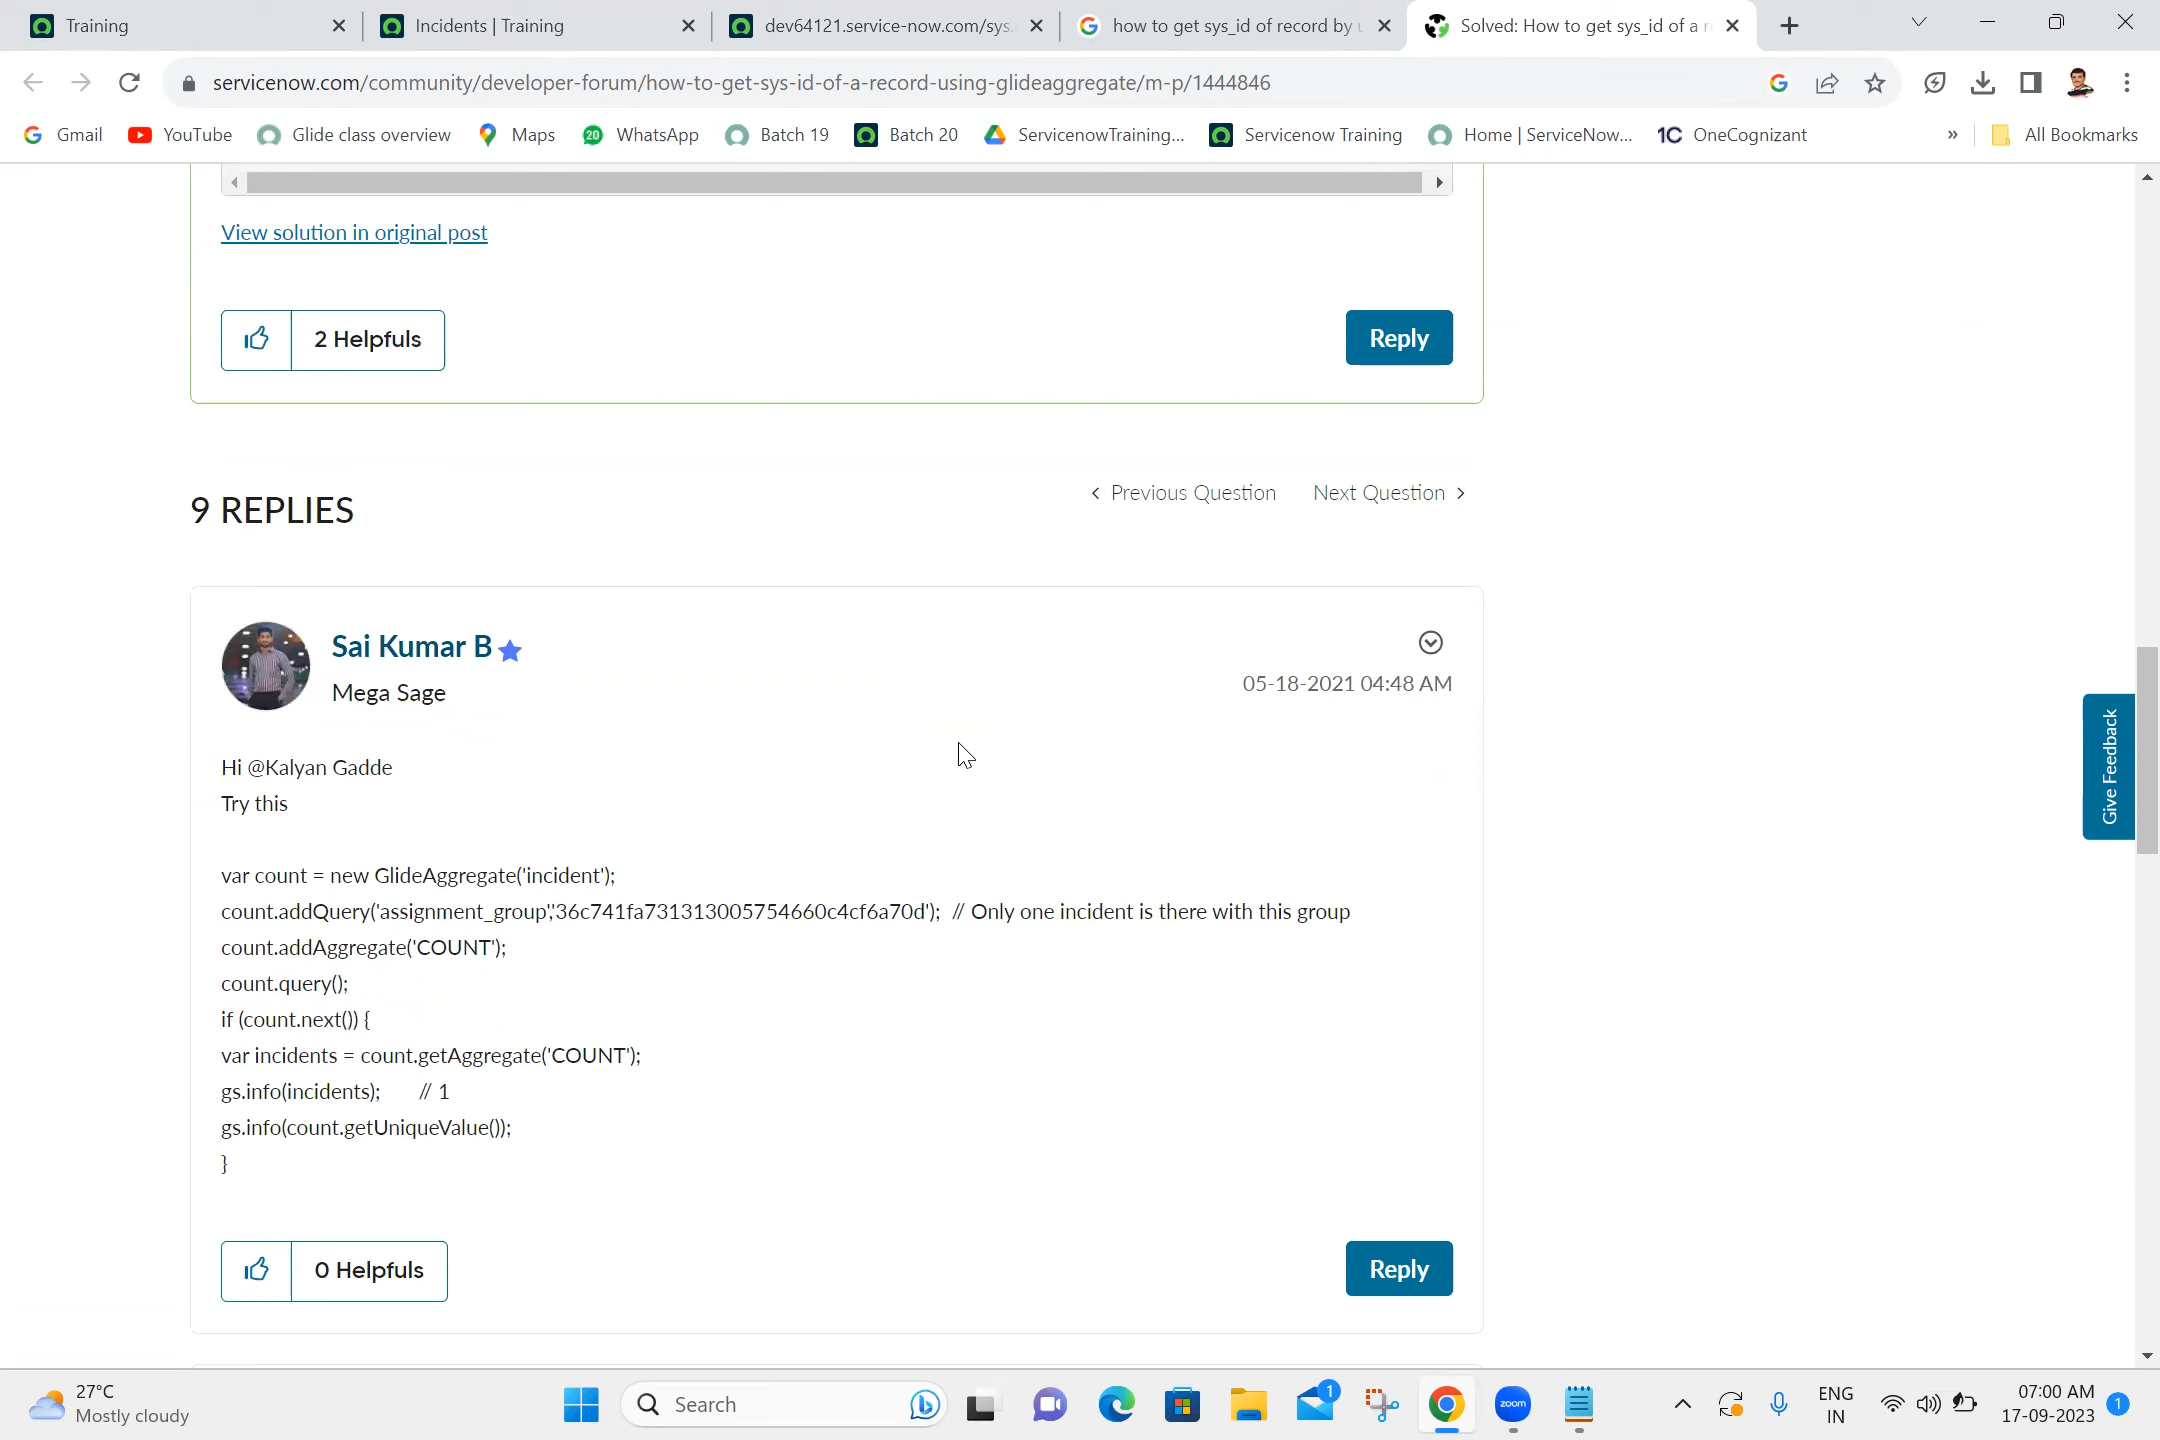 Training
Incidents | Training
dev64121.service-now.com/sys.
how to get sys_id of record by u
Solved: How to get sys_id of a r
servicenow.com/community/developer-forum/how-to-get-sys-id-of-a-record-using-glideaggregate/m-p/1444846
Gmail
YouTube
Glide class overview
Maps
20
WhatsApp
Batch 19
Batch 20
ServicenowTraining...
Servicenow Training
Home | ServiceNow...
1C OneCognizant
»
All Bookmarks
View solution in original post
2 Helpfuls
Reply
9 REPLIES
Previous Question
Next Question
Sai Kumar B
Mega Sage
05-18-2021 04:48 AM
Hi @Kalyan Gadde
Try this
var count = new GlideAggregate('incident');
count.addQuery('assignment_group','36c741fa731313005754660c4cf6a70d'); // Only one incident is there with this group
count.addAggregate('COUNT');
count.query();
if (count.next()) {
var incidents = count.getAggregate('COUNT');
gs.info(incidents); // 1
gs.info(count.getUniqueValue());
}
0 Helpfuls
Reply
Give Feedback
27°C
Mostly cloudy
Search
1
zoom
ENG
IN
07:00 AM
17-09-2023
1